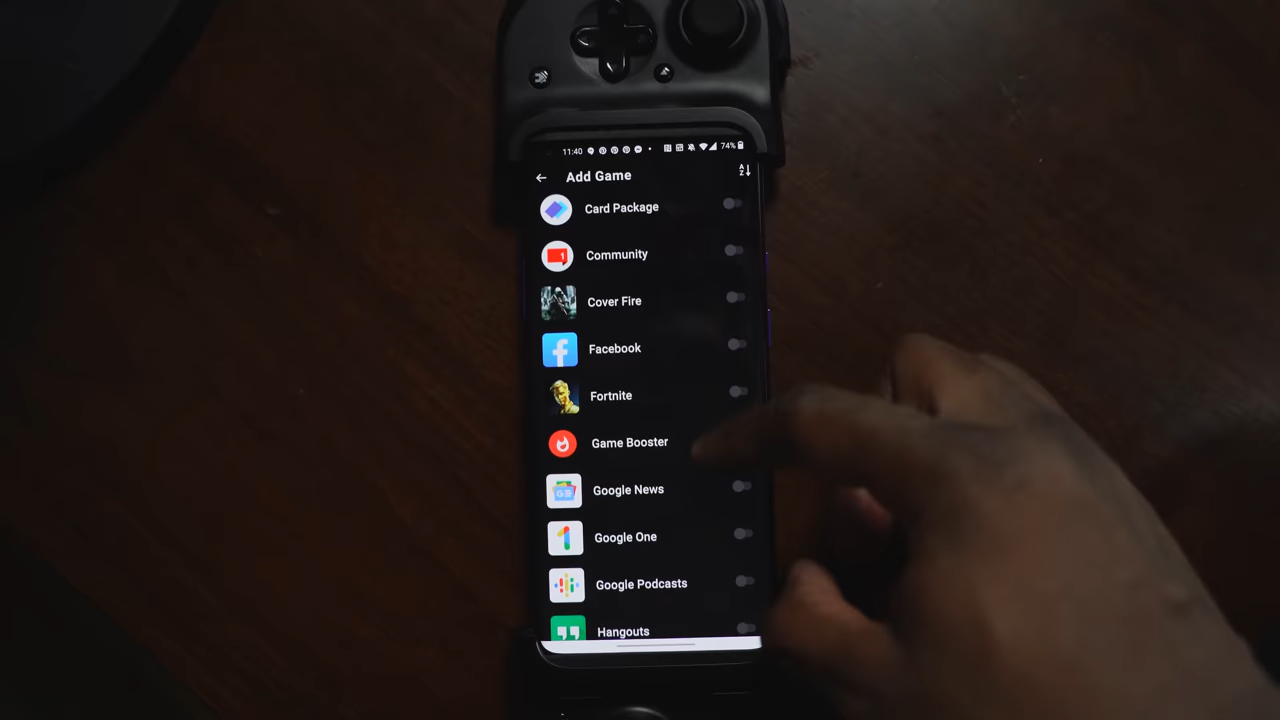 11:40
74%
Add Game
A
Z
Card Package
Community
Cover Fire
Facebook
Fortnite
Game Booster
Google News
Google One
Google Podcasts
Hangouts